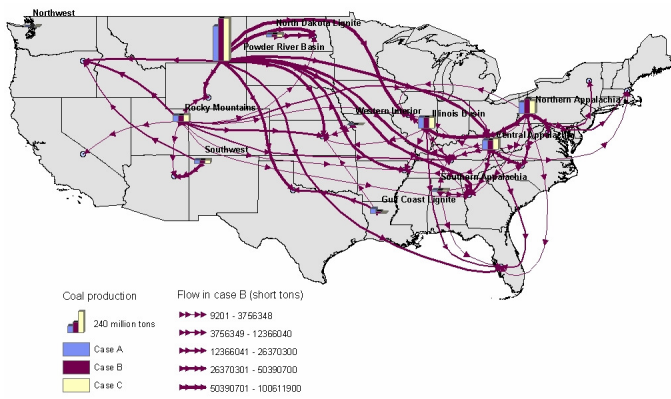 Northwest
North Dakota Lignite
Powder River Basin
Rocky Mountains
Western Interior
Illinois Basin
Northern Appalachia
Central Appalachia
Southwest
Southern Appalachia
Gulf Coast Lignite
Coal production
240 million tons
Case A
Case B
Case C
Flow in case B (short tons)
9201 - 3756348
3756349 - 12366040
12366041 - 26370300
26370301 - 50390700
50390701 - 100611900